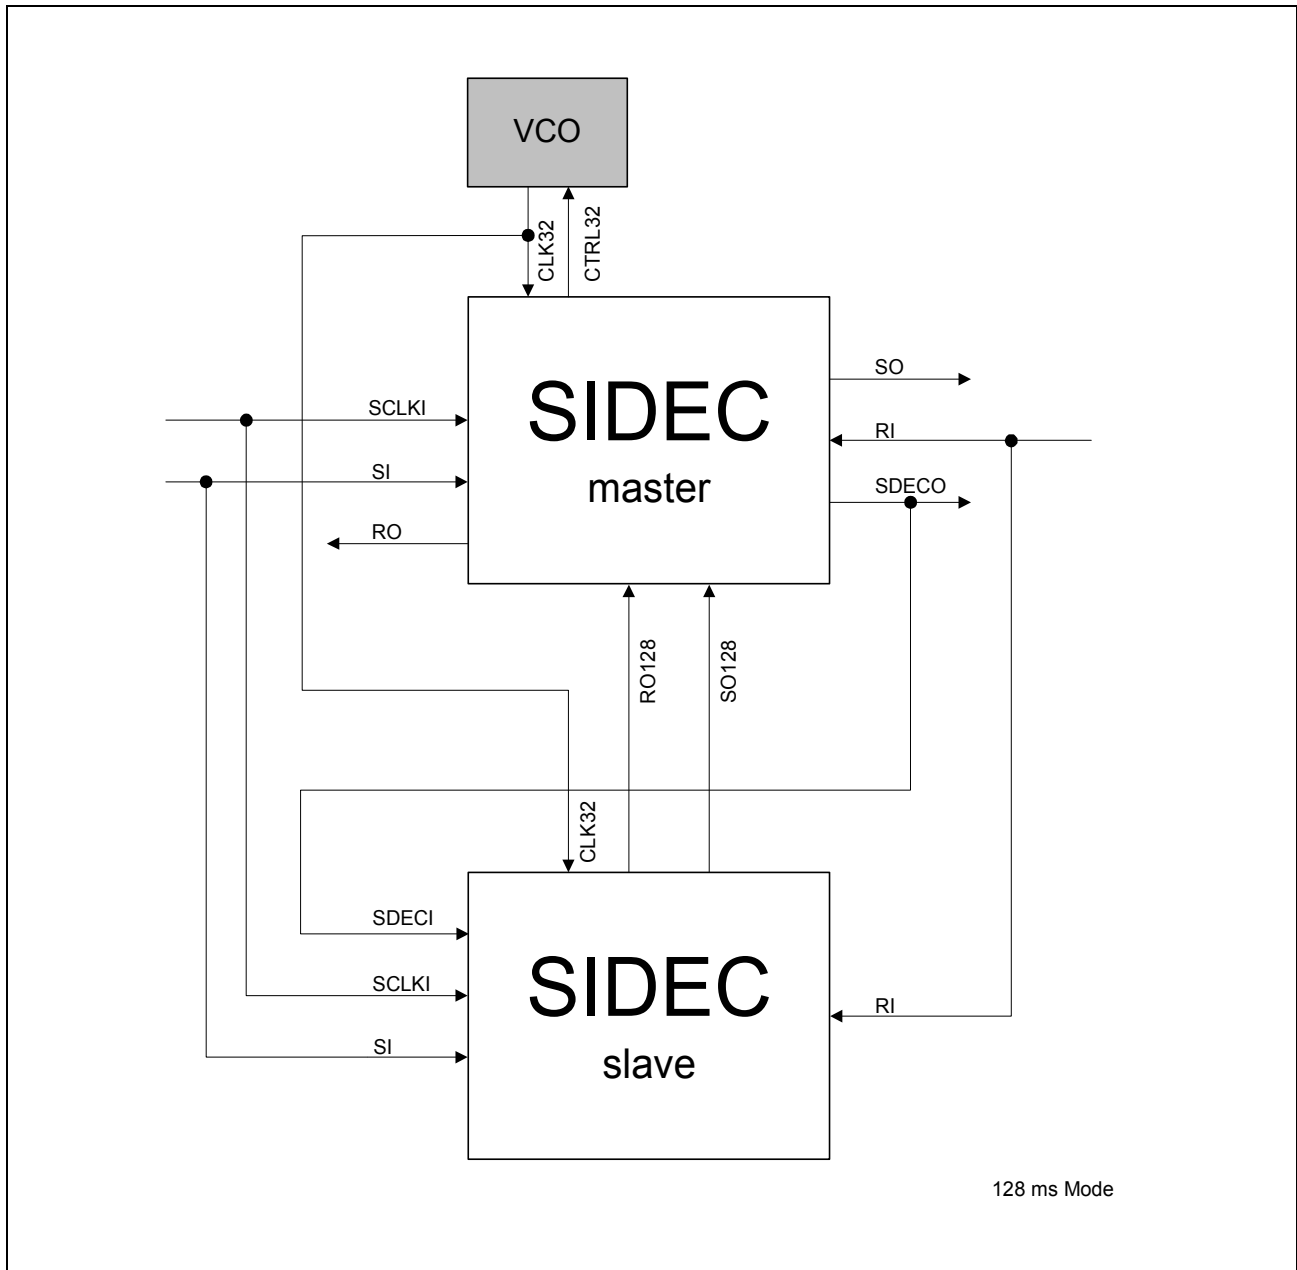 VCO
CLK32
CTRL32
SIDEC
master
SCLKI
SI
RO
SO
RI
SDECO
RO128
SO128
CLK32
SIDEC
slave
SDECI
SCLKI
SI
RI
128 ms Mode